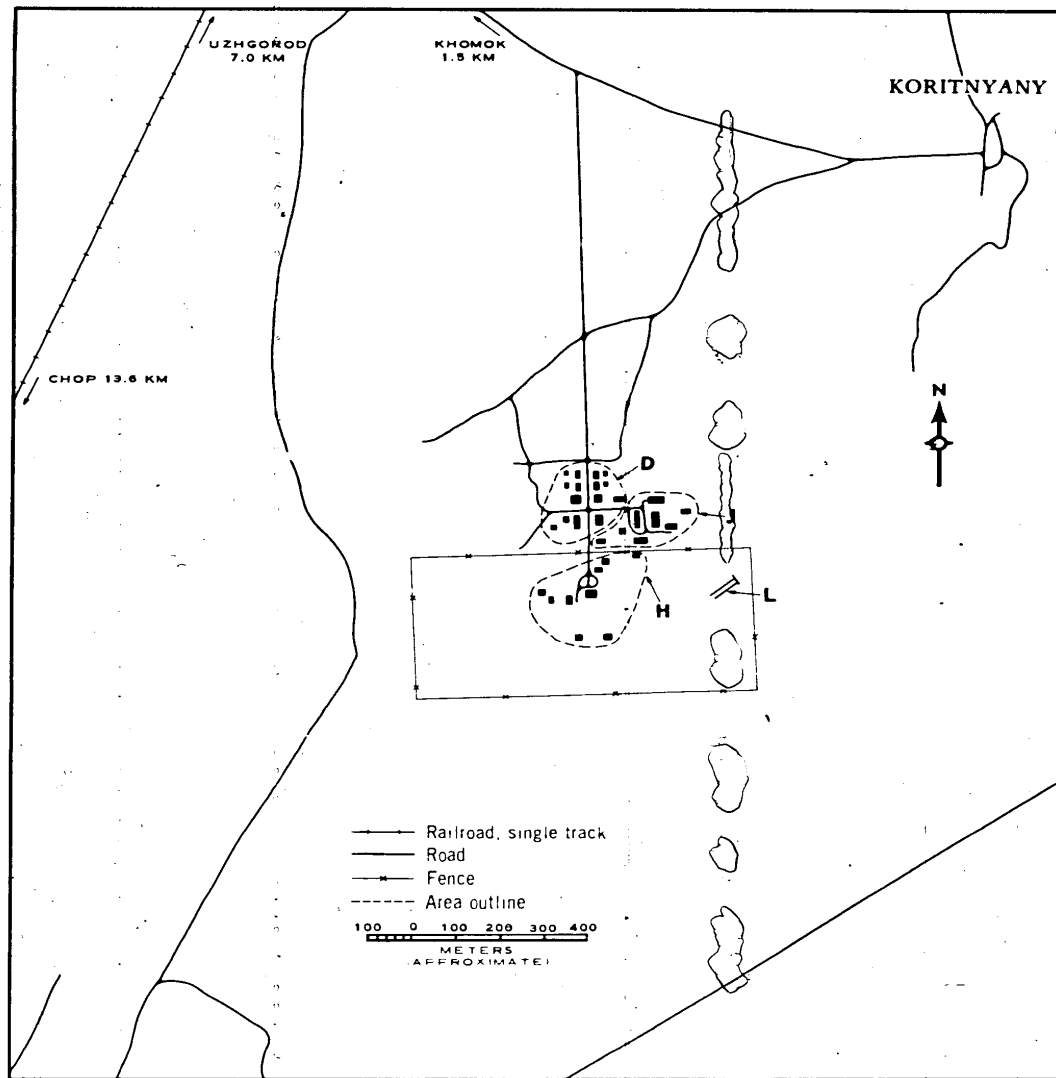 UZHGOROD
7.0 KM
KHOMOK
1.5 KM
KORITNYANY
CHOP 13.6 KM
N
D
J
H
L
Railroad, single track
Road
Fence
Area outline
100 0 100 200 300 400
METERS
(APPROXIMATE)